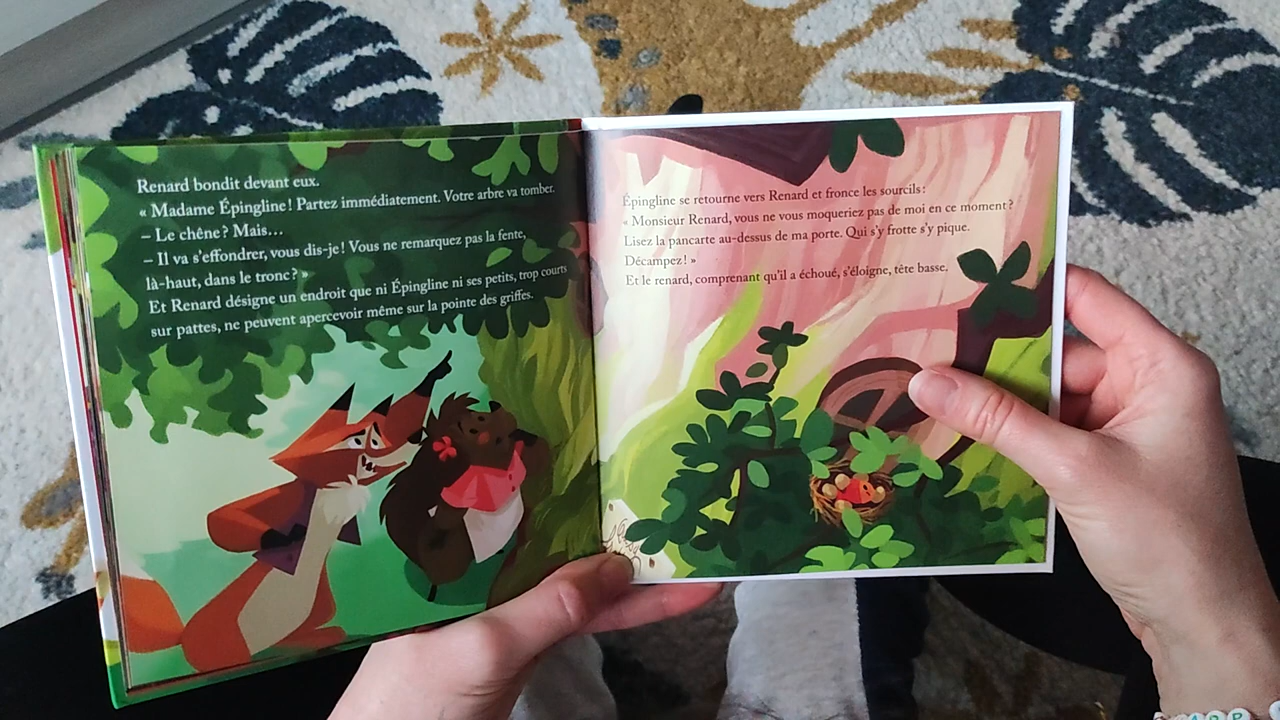 Renard bondit devant eux.
« Madame Épingline ! Partez immédiatement. Votre arbre va tomber.
– Le chêne ? Mais…
– Il va s'effondrer, vous dis-je ! Vous ne remarquez pas la fente,
là-haut, dans le tronc ? »
Et Renard désigne un endroit que ni Épingline ni ses petits, trop courts
sur pattes, ne peuvent apercevoir même sur la pointe des griffes.
Épingline se retourne vers Renard et fronce les sourcils :
« Monsieur Renard, vous ne vous moqueriez pas de moi en ce moment ?
Lisez la pancarte au-dessus de ma porte. Qui s'y frotte s'y pique.
Décampez ! »
Et le renard, comprenant qu'il a échoué, s'éloigne, tête basse.